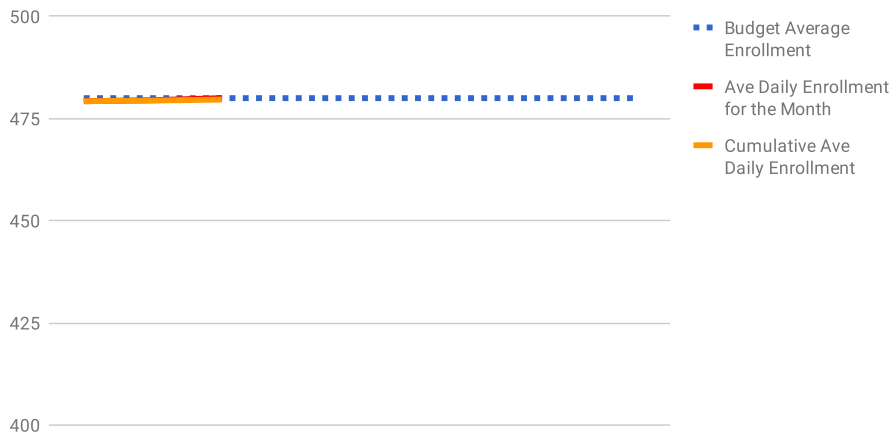 500
475
450
425
400
Budget Average
Enrollment
Ave Daily Enrollment
for the Month
Cumulative Ave
Daily Enrollment